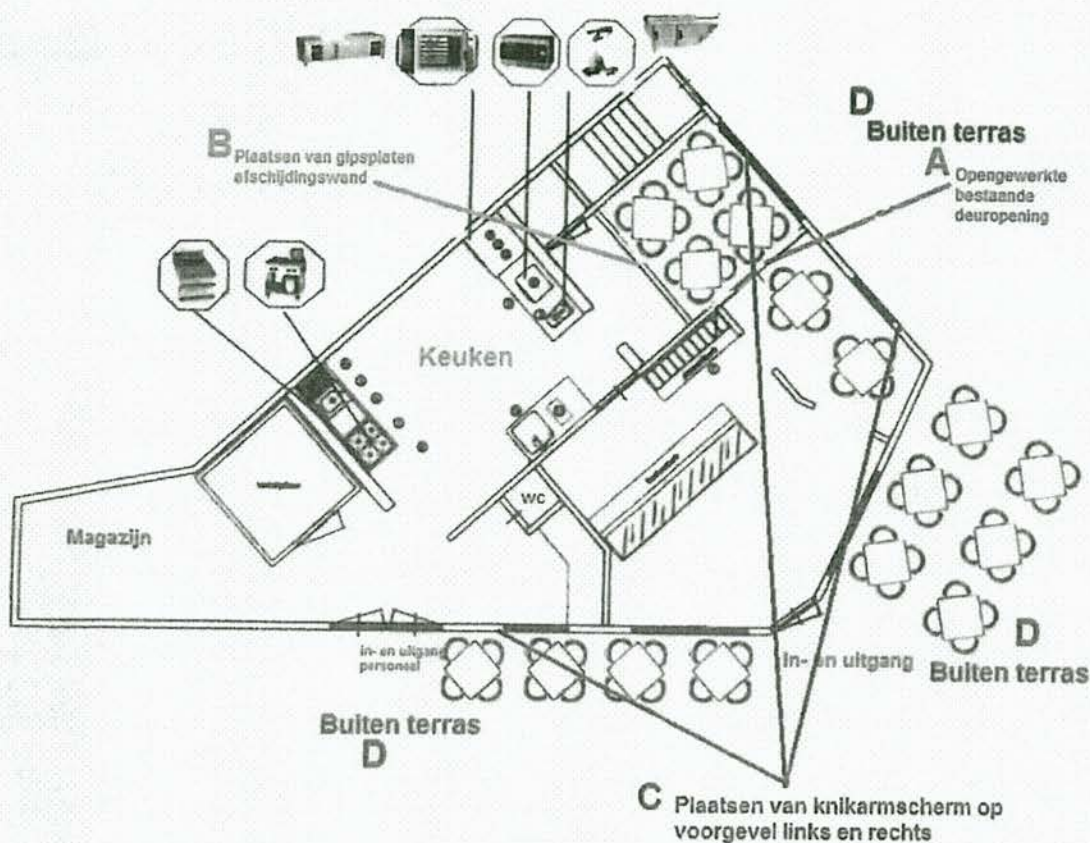 D
Buiten terras
B Plaatsen van gipsplaten
afschijdingswand
A Opengewerkte
bestaande
deuropening
Keuken
wc
Magazijn
in- en uitgang
personeel
In- en uitgang
D
Buiten terras
Buiten terras
D
C Plaatsen van knikarmscherm op
voorgevel links en rechts